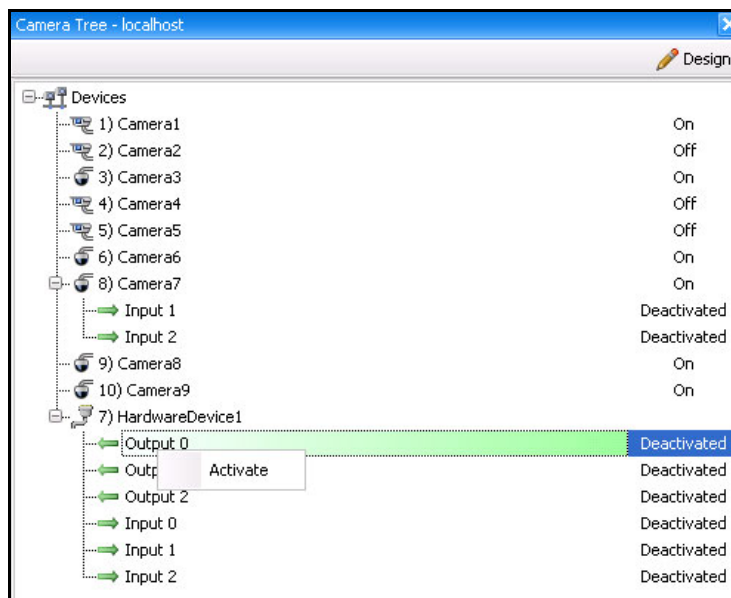 Camera Tree - localhost
Design
Devices
1) Camera1 On
2) Camera2 Off
3) Camera3 On
4) Camera4 Off
5) Camera5 Off
6) Camera6 On
8) Camera7 On
Input 1 Deactivated
Input 2 Deactivated
9) Camera8 On
10) Camera9 On
7) HardwareDevice1
Output 0 Deactivated
Outp Activate Deactivated
Output 2 Deactivated
Input 0 Deactivated
Input 1 Deactivated
Input 2 Deactivated